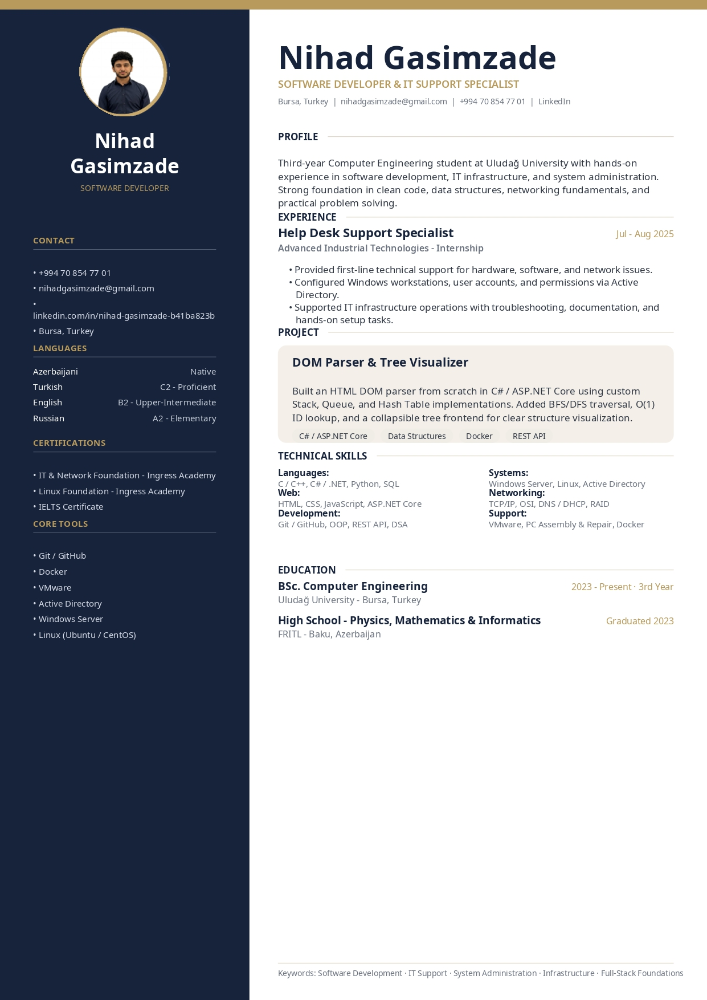 Nihad
Gasimzade
SOFTWARE DEVELOPER
CONTACT
• +994 70 854 77 01
• nihadgasimzade@gmail.com
•
linkedin.com/in/nihad-gasimzade-b41ba823b
• Bursa, Turkey
LANGUAGES
Azerbaijani Native
Turkish C2 - Proficient
English B2 - Upper-Intermediate
Russian A2 - Elementary
CERTIFICATIONS
• IT & Network Foundation - Ingress Academy
• Linux Foundation - Ingress Academy
• IELTS Certificate
CORE TOOLS
• Git / GitHub
• Docker
• VMware
• Active Directory
• Windows Server
• Linux (Ubuntu / CentOS)
Nihad Gasimzade
SOFTWARE DEVELOPER & IT SUPPORT SPECIALIST
Bursa, Turkey | nihadgasimzade@gmail.com | +994 70 854 77 01 | LinkedIn
PROFILE
Third-year Computer Engineering student at Uludağ University with hands-on
experience in software development, IT infrastructure, and system administration.
Strong foundation in clean code, data structures, networking fundamentals, and
practical problem solving.
EXPERIENCE
Help Desk Support Specialist Jul - Aug 2025
Advanced Industrial Technologies - Internship
• Provided first-line technical support for hardware, software, and network issues.
• Configured Windows workstations, user accounts, and permissions via Active
Directory.
• Supported IT infrastructure operations with troubleshooting, documentation, and
hands-on setup tasks.
PROJECT
DOM Parser & Tree Visualizer
Built an HTML DOM parser from scratch in C# / ASP.NET Core using custom
Stack, Queue, and Hash Table implementations. Added BFS/DFS traversal, O(1)
ID lookup, and a collapsible tree frontend for clear structure visualization.
C# / ASP.NET Core Data Structures Docker REST API
TECHNICAL SKILLS
Languages: Systems:
C / C++, C# / .NET, Python, SQL Windows Server, Linux, Active Directory
Web: Networking:
HTML, CSS, JavaScript, ASP.NET Core TCP/IP, OSI, DNS / DHCP, RAID
Development: Support:
Git / GitHub, OOP, REST API, DSA VMware, PC Assembly & Repair, Docker
EDUCATION
BSc. Computer Engineering 2023 - Present · 3rd Year
Uludağ University - Bursa, Turkey
High School - Physics, Mathematics & Informatics Graduated 2023
FRITL - Baku, Azerbaijan
Keywords: Software Development · IT Support · System Administration · Infrastructure · Full-Stack Foundations